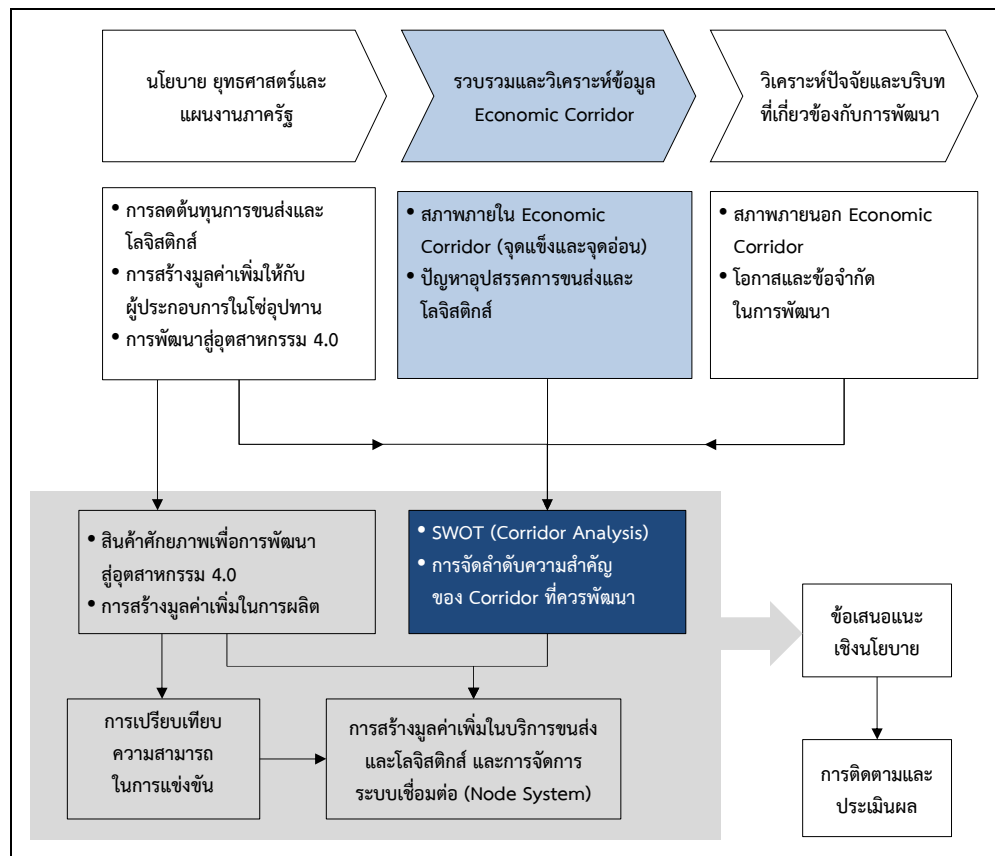 นโยบาย ยุทธศาสตร์และ
แผนงานภาครัฐ
รวบรวมและวิเคราะห์ข้อมูล
Economic Corridor
วิเคราะห์ปัจจัยและบริบท
ที่เกี่ยวข้องกับการพัฒนา
• การลดต้นทุนการขนส่งและ
โลจิสติกส์
• การสร้างมูลค่าเพิ่มให้กับ
ผู้ประกอบการในโซ่อุปทาน
• การพัฒนาสู่อุตสาหกรรม 4.0
• สภาพภายใน Economic
Corridor (จุดแข็งและจุดอ่อน)
• ปัญหาอุปสรรคการขนส่งและ
โลจิสติกส์
• สภาพภายนอก Economic
Corridor
• โอกาสและข้อจำกัด
ในการพัฒนา
• สินค้าศักยภาพเพื่อการพัฒนา
สู่อุตสาหกรรม 4.0
• การสร้างมูลค่าเพิ่มในการผลิต
• SWOT (Corridor Analysis)
• การจัดลำดับความสำคัญ
ของ Corridor ที่ควรพัฒนา
ข้อเสนอแนะ
เชิงนโยบาย
การเปรียบเทียบ
ความสามารถ
ในการแข่งขัน
การสร้างมูลค่าเพิ่มในบริการขนส่ง
และโลจิสติกส์ และการจัดการ
ระบบเชื่อมต่อ (Node System)
การติดตามและ
ประเมินผล